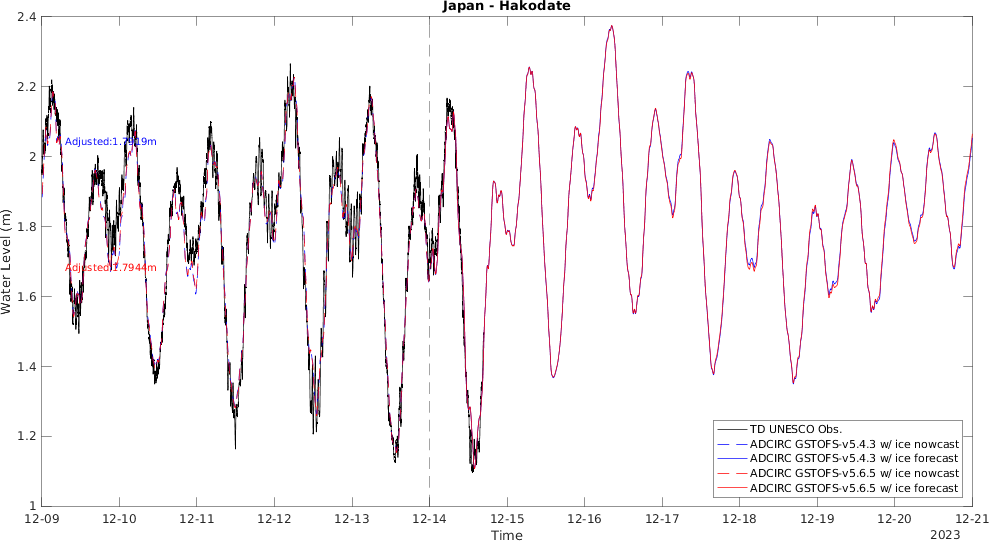 Japan - Hakodate
2.4
2.2
2
1.8
1.6
1.4
1.2
1
Water Level (m)
Adjusted:1.7919m
Adjusted:1.7944m
TD UNESCO Obs.
ADCIRC GSTOFS-v5.4.3 w/ ice nowcast
ADCIRC GSTOFS-v5.4.3 w/ ice forecast
ADCIRC GSTOFS-v5.6.5 w/ ice nowcast
ADCIRC GSTOFS-v5.6.5 w/ ice forecast
12-09 12-10 12-11 12-12 12-13 12-14 12-15 12-16 12-17 12-18 12-19 12-20 12-21
Time
2023